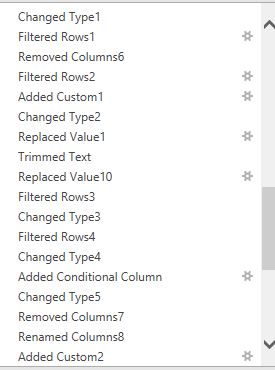 Changed Type1
Filtered Rows1
Removed Columns6
Filtered Rows2
Added Custom1
Changed Type2
Replaced Value1
Trimmed Text
Replaced Value10
Filtered Rows3
Changed Type3
Filtered Rows4
Changed Type4
Added Conditional Column
Changed Type5
Removed Columns7
Renamed Columns8
Added Custom2